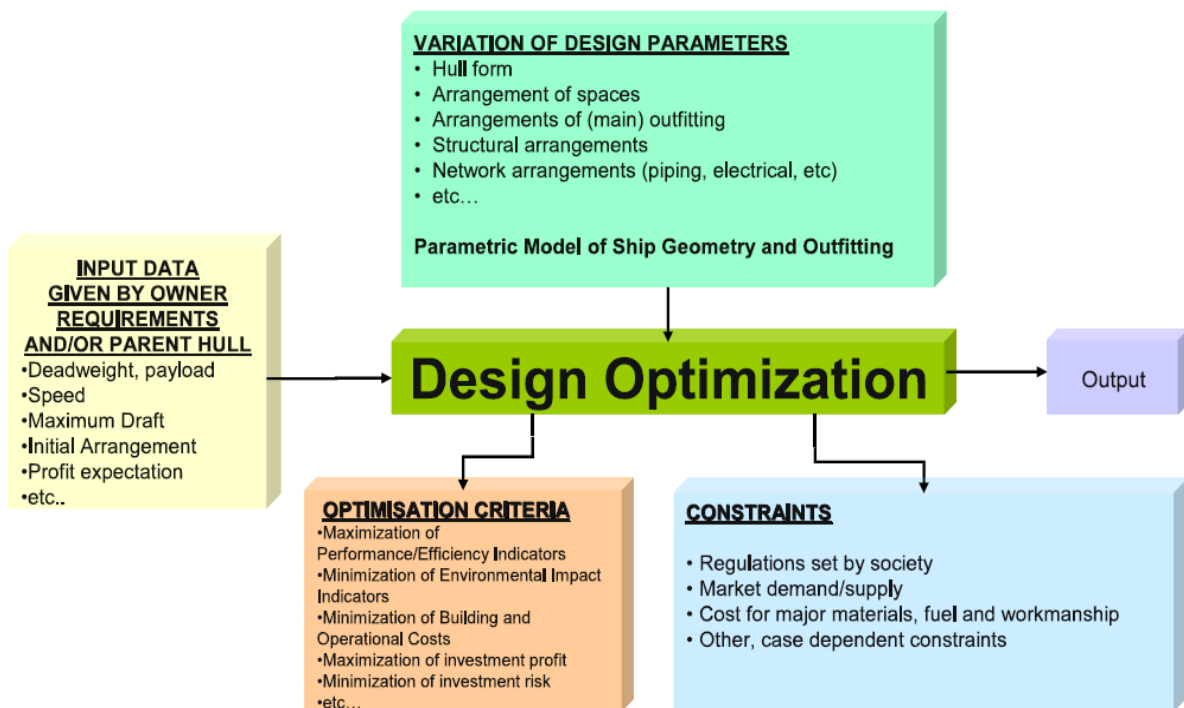 VARIATION OF DESIGN PARAMETERS
• Hull form
• Arrangement of spaces
• Arrangements of (main) outfitting
• Structural arrangements
• Network arrangements (piping, electrical, etc)
• etc…
Parametric Model of Ship Geometry and Outfitting
INPUT DATA
GIVEN BY OWNER
REQUIREMENTS
AND/OR PARENT HULL
•Deadweight, payload
•Speed
•Maximum Draft
•Initial Arrangement
•Profit expectation
•etc..
Design Optimization
Output
OPTIMISATION CRITERIA
•Maximization of
Performance/Efficiency Indicators
•Minimization of Environmental Impact
Indicators
•Minimization of Building and
Operational Costs
•Maximization of investment profit
•Minimization of investment risk
•etc…
CONSTRAINTS
• Regulations set by society
• Market demand/supply
• Cost for major materials, fuel and workmanship
• Other, case dependent constraints